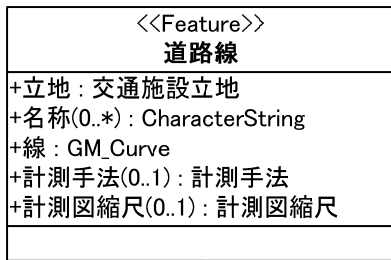 <<Feature>>
道路線
+立地 : 交通施設立地
+名称(0..*) : CharacterString
+線 : GM_Curve
+計測手法(0..1) : 計測手法
+計測図縮尺(0..1) : 計測図縮尺